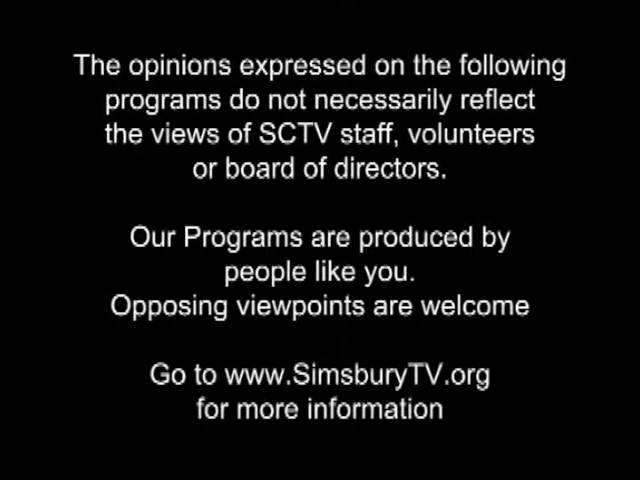 The opinions expressed on the following
programs do not necessarily reflect
the views of SCTV staff, volunteers
or board of directors.
Our Programs are produced by
people like you.
Opposing viewpoints are welcome
Go to www.SimsburyTV.org
for more information